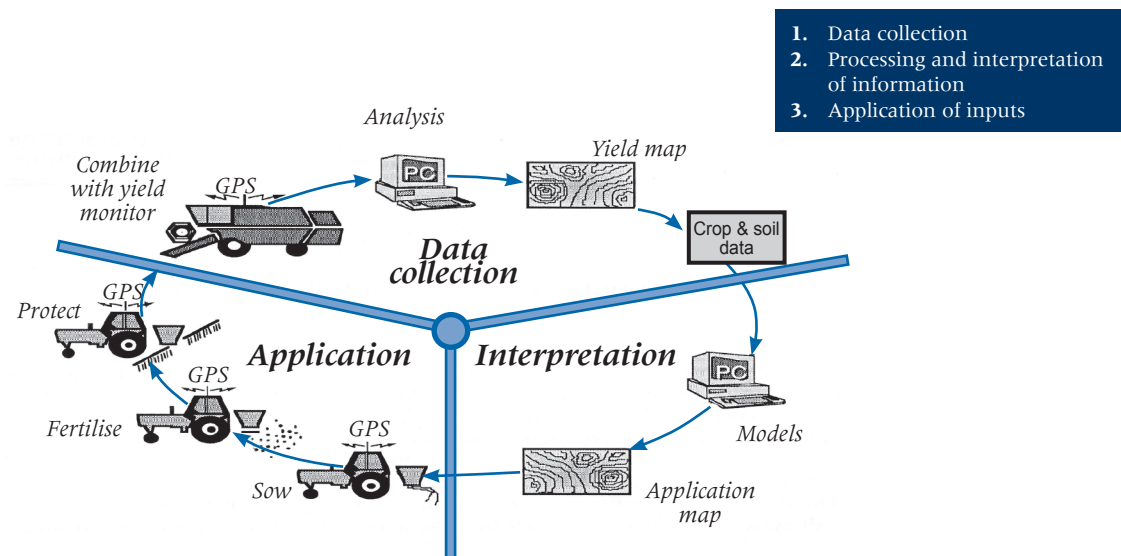 1. Data collection
2. Processing and interpretation
of information
3. Application of inputs
Analysis
Yield map
Combine
with yield
monitor
GPS
PC
Crop & soil
data
Data
collection
Protect
GPS
Application
Interpretation
PC
Models
GPS
Fertilise
GPS
Sow
Application
map